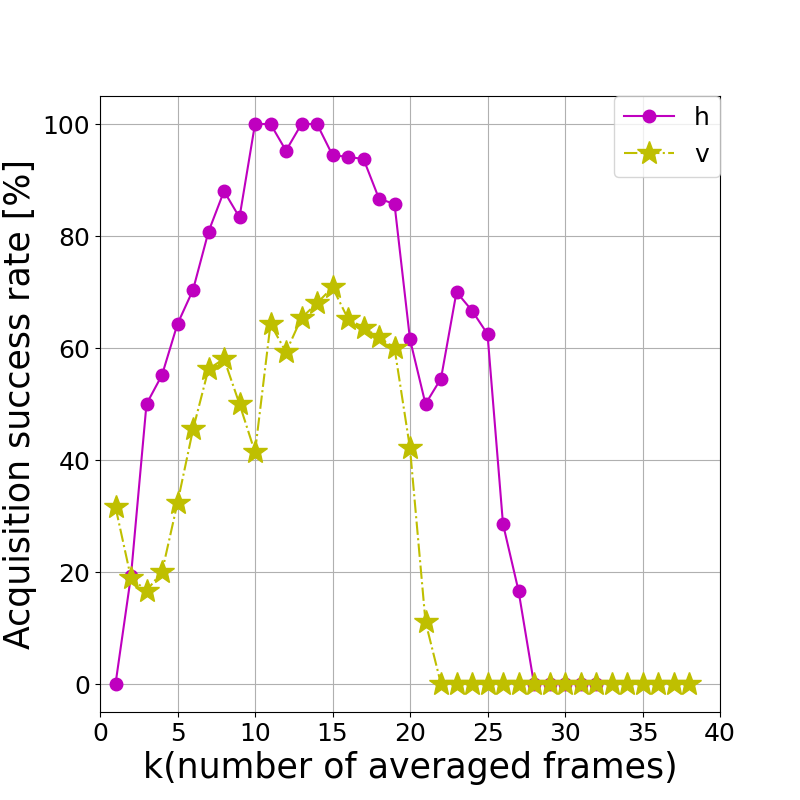 h
v
Acquisition success rate [%]
100
80
60
40
20
0
0 5 10 15 20 25 30 35 40
k(number of averaged frames)